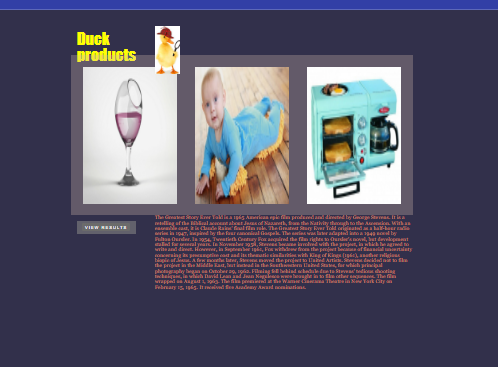 Duck
products
VIEW RESULTS
The Greatest Story Ever Told is a 1965 American epic film produced and directed by George Stevens. It is a
retelling of the Biblical account about Jesus of Nazareth, from the Nativity through to the Ascension. With an
ensemble cast, it is Claude Rains' final film role. The Greatest Story Ever Told originated as a half-hour radio
series in 1947, inspired by the four canonical Gospels. The series was later adapted into a 1949 novel by
Fulton Oursler. In 1954, Twentieth Century Fox acquired the film rights to Oursler's novel, but development
stalled for several years. In November 1958, Stevens became involved with the project, in which he agreed to
write and direct. However, in September 1961, Fox withdrew from the project because of financial uncertainty
concerning its presumptive cost and its thematic similarities with King of Kings (1961), another religious
biopic of Jesus. A few months later, Stevens moved the project to United Artists. Stevens decided not to film
the project in the Middle East, but instead in the Southwestern United States, for which principal
photography began on October 29, 1962. Filming fell behind schedule due to Stevens' tedious shooting
techniques, in which David Lean and Jean Negulesco were brought in to film other sequences. The film
wrapped on August 1, 1963. The film premiered at the Warner Cinerama Theatre in New York City on
February 15, 1965. It received five Academy Award nominations.